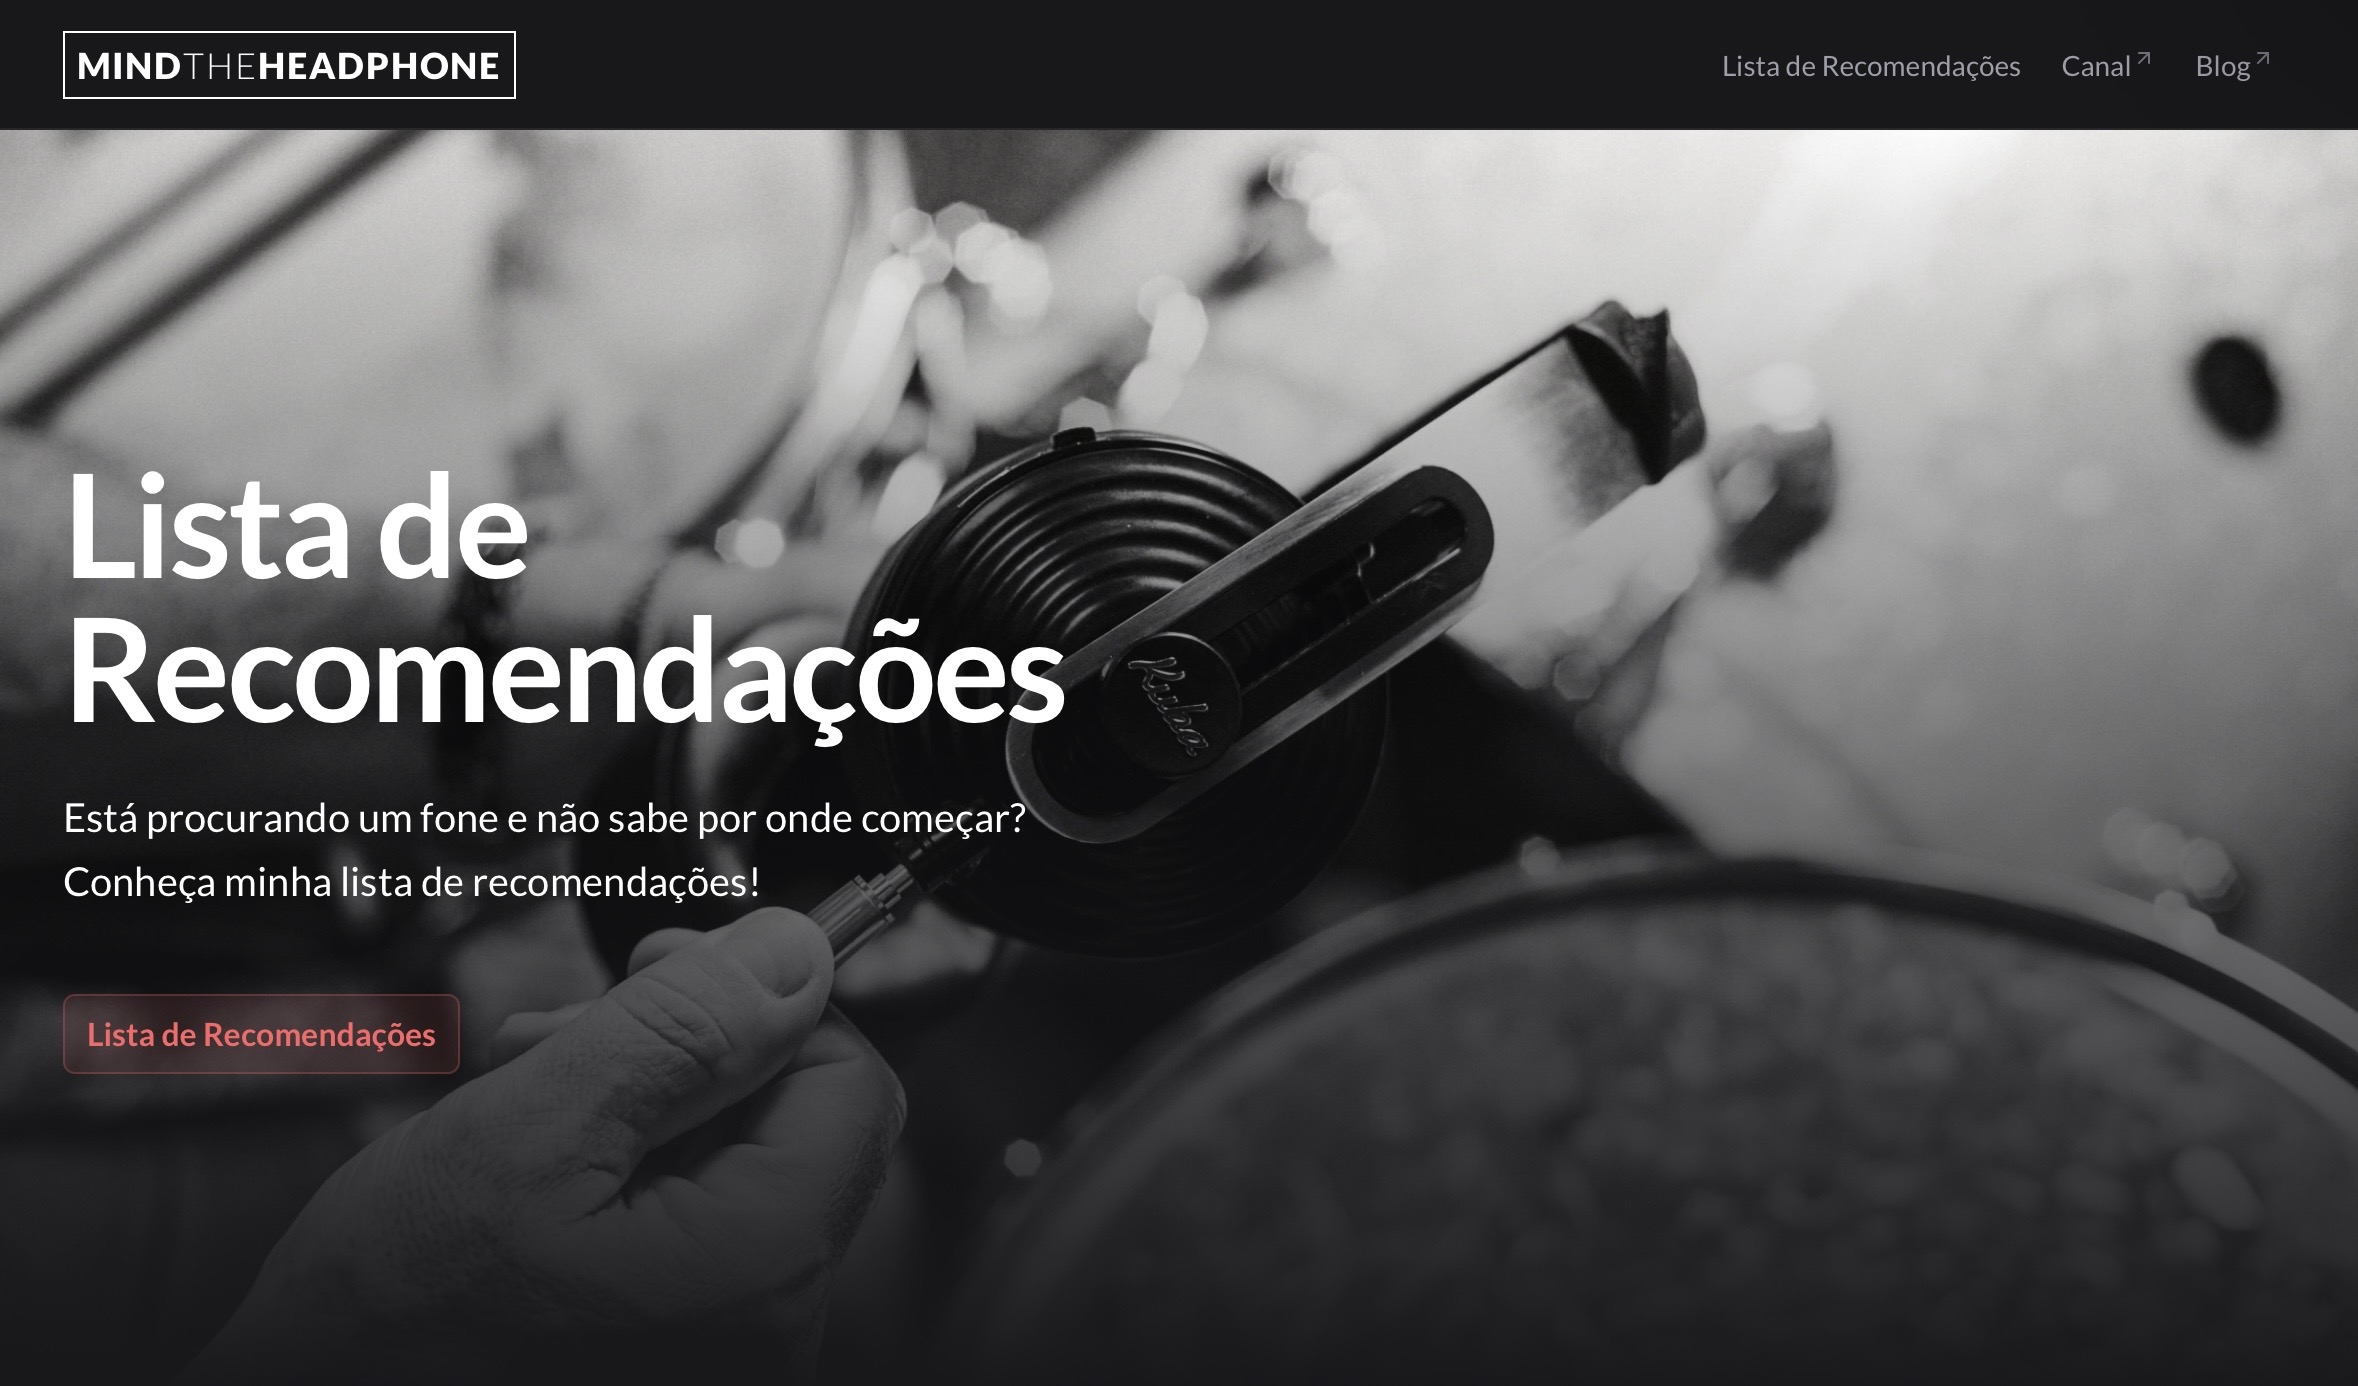 MINDTHEHEADPHONE
Lista de Recomendações
Canal
Blog
Lista de
Recomendações
Kuba
Está procurando um fone e não sabe por onde começar?
Conheça minha lista de recomendações!
Lista de Recomendações